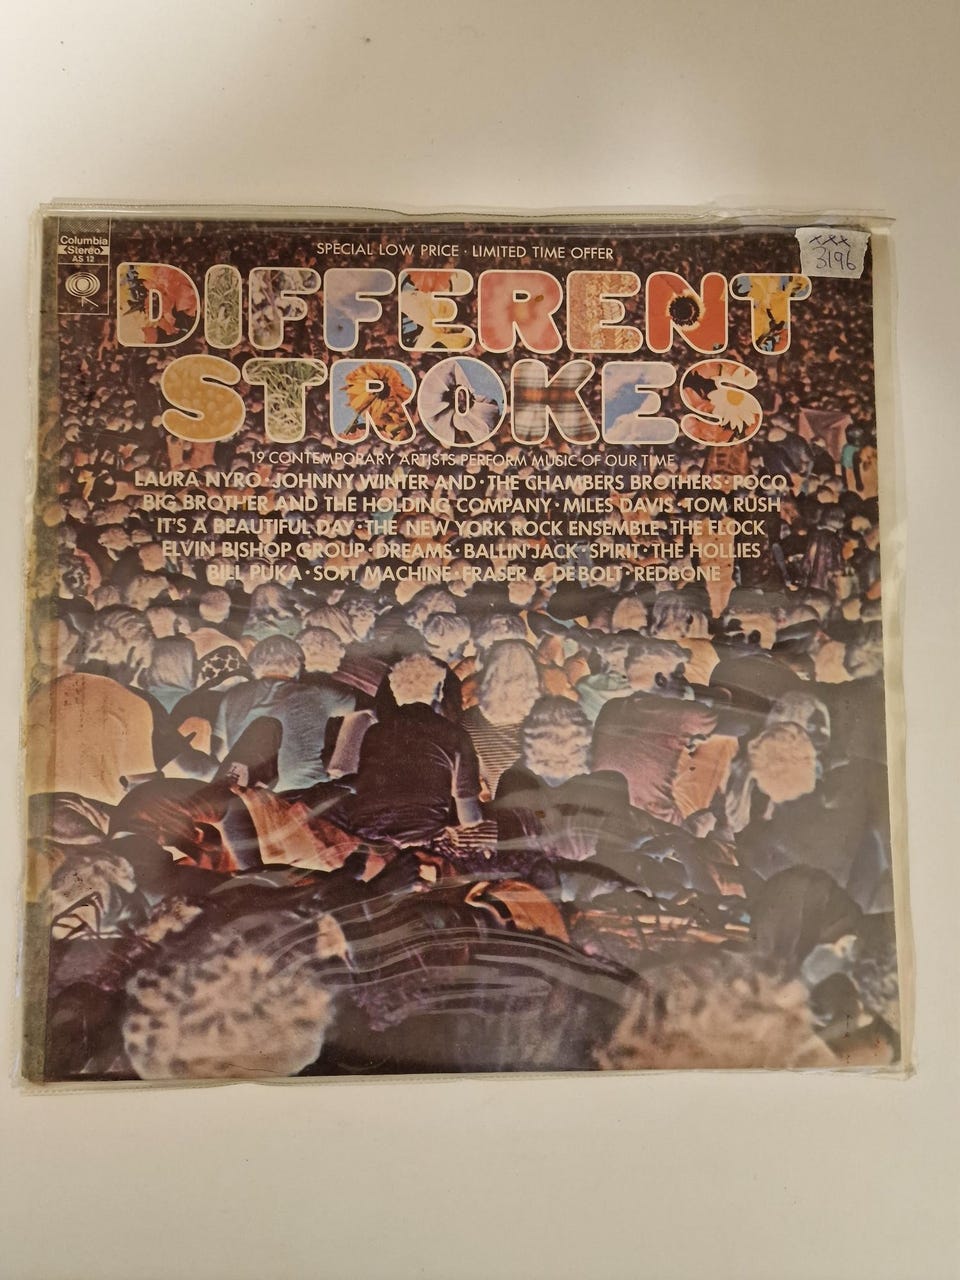 Columbia
Stereo
AS 12
SPECIAL LOW PRICE · LIMITED TIME OFFER
xxx
3196
DIFFERENT
STROKES
19 CONTEMPORARY ARTISTS PERFORM MUSIC OF OUR TIME
LAURA NYRO · JOHNNY WINTER AND · THE CHAMBERS BROTHERS · POCO
BIG BROTHER AND THE HOLDING COMPANY · MILES DAVIS · TOM RUSH
IT'S A BEAUTIFUL DAY · THE NEW YORK ROCK ENSEMBLE · THE FLOCK
ELVIN BISHOP GROUP · DREAMS · BALLIN' JACK · SPIRIT · THE HOLLIES
BILL PUKA · SOFT MACHINE · FRASER & DE BOLT · REDBONE